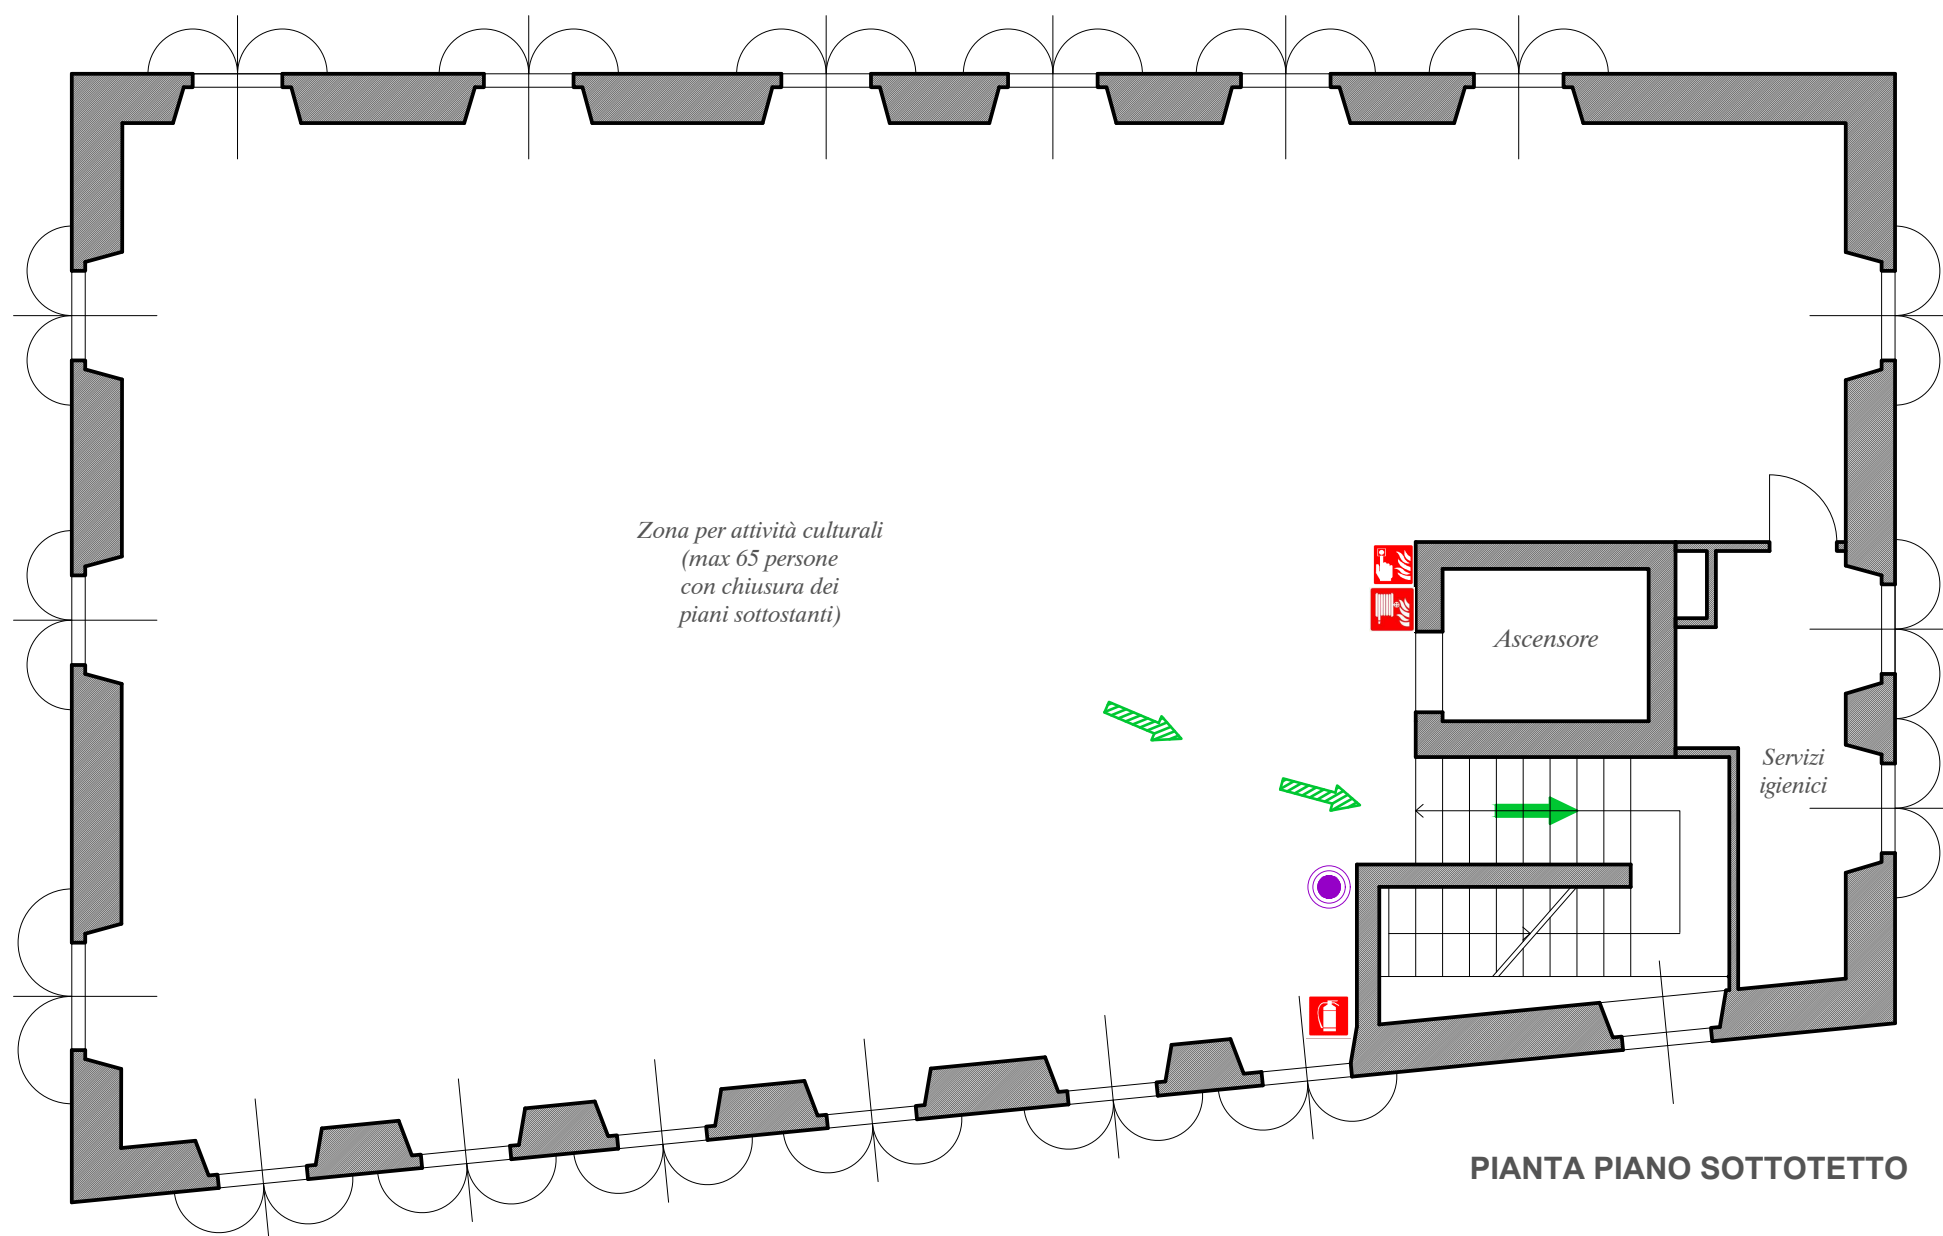 Zona per attività culturali
(max 65 persone
con chiusura dei
piani sottostanti)
Ascensore
Servizi
igienici
PIANTA PIANO SOTTOTETTO